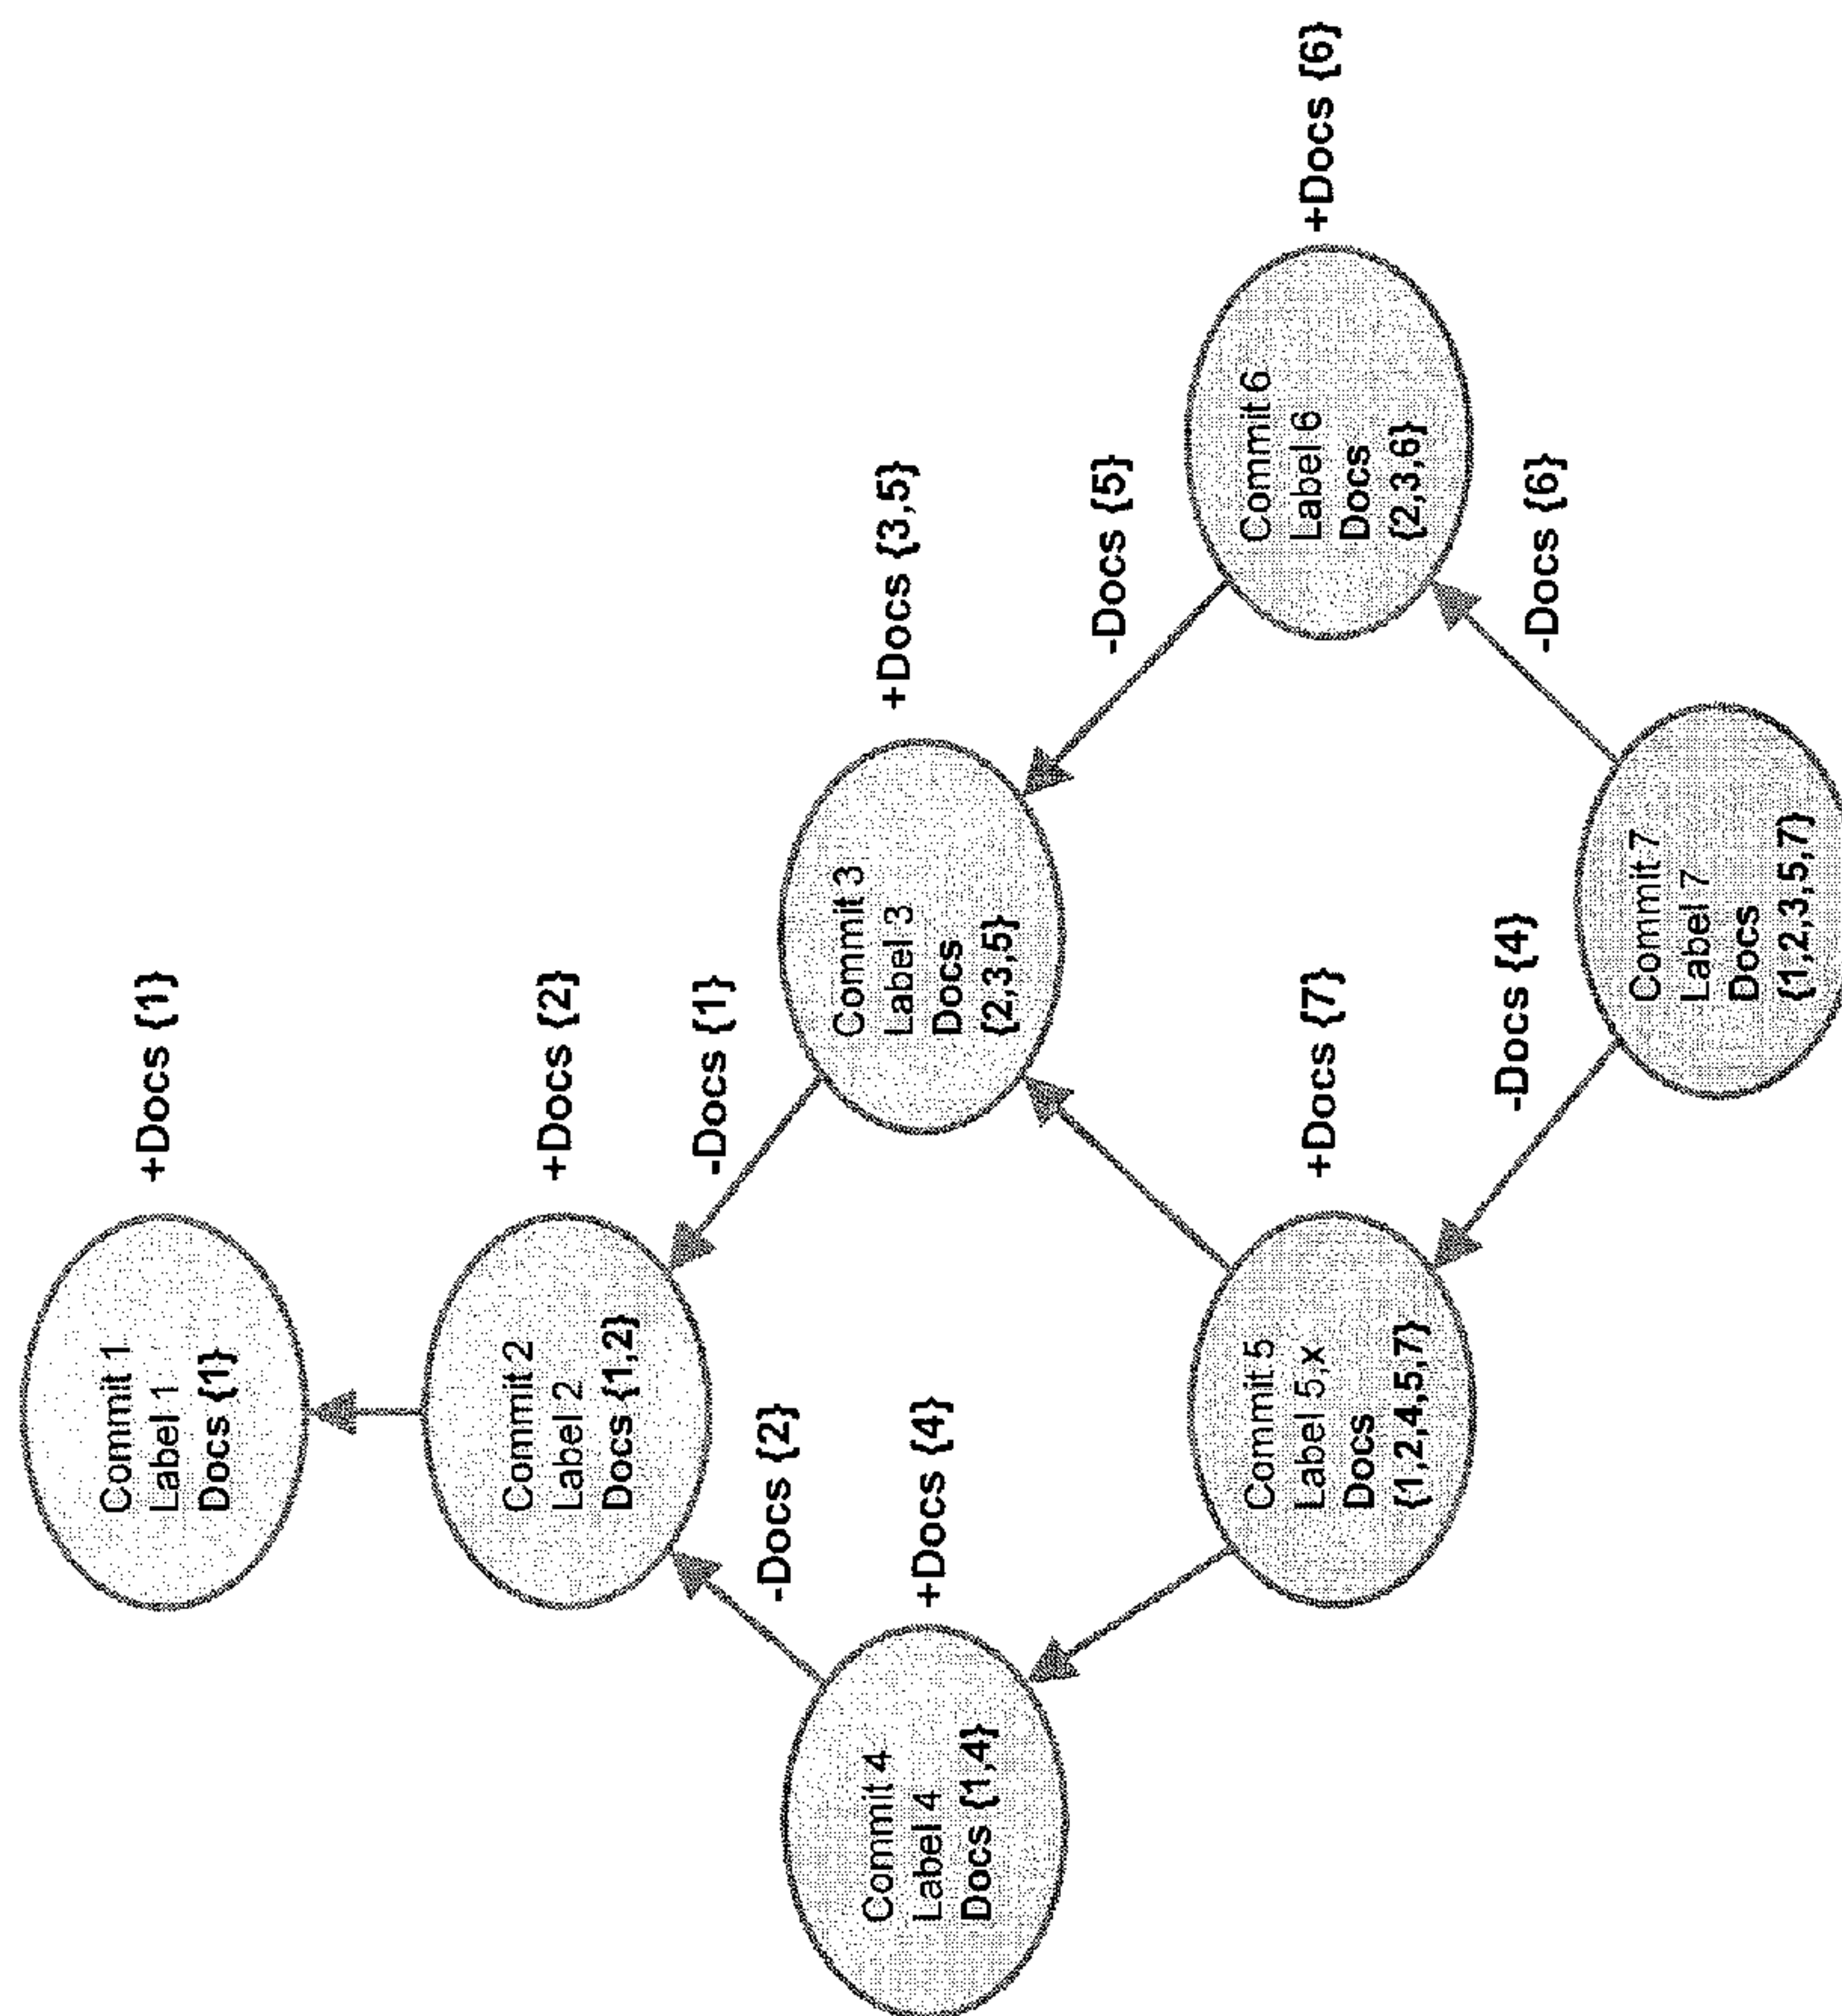 Commit 1
Label 1
Docs {1}
+Docs {1}
Commit 2
Label 2
Docs {1,2}
+Docs {2}
-Docs {2}
-Docs {1}
Commit 4
Label 4
Docs {1,4}
+Docs {4}
Commit 3
Label 3
Docs
{2,3,5}
+Docs {3,5}
-Docs {5}
Commit 5
Label 5,x
Docs
{1,2,4,5,7}
+Docs {7}
Commit 6
Label 6
Docs
{2,3,6}
+Docs {6}
-Docs {4}
-Docs {6}
Commit 7
Label 7
Docs
{1,2,3,5,7}